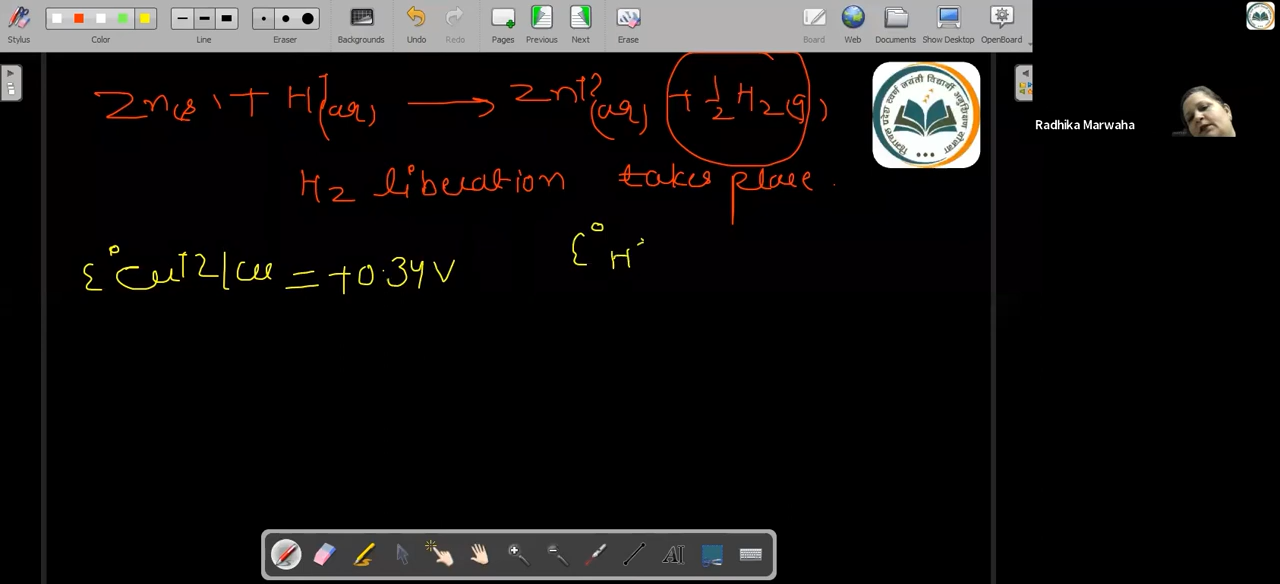 Stylus Color Line Eraser Backgrounds Undo Redo Pages Previous Next Erase Board Web Documents Show Desktop OpenBoard
Zn(s) + H+(aq) → Zn+2(aq) + 1/2 H2(g)
H2 liberation takes place.
Radhika Marwaha
E° Cu+2/Cu = +0.34V
E° H+
AI